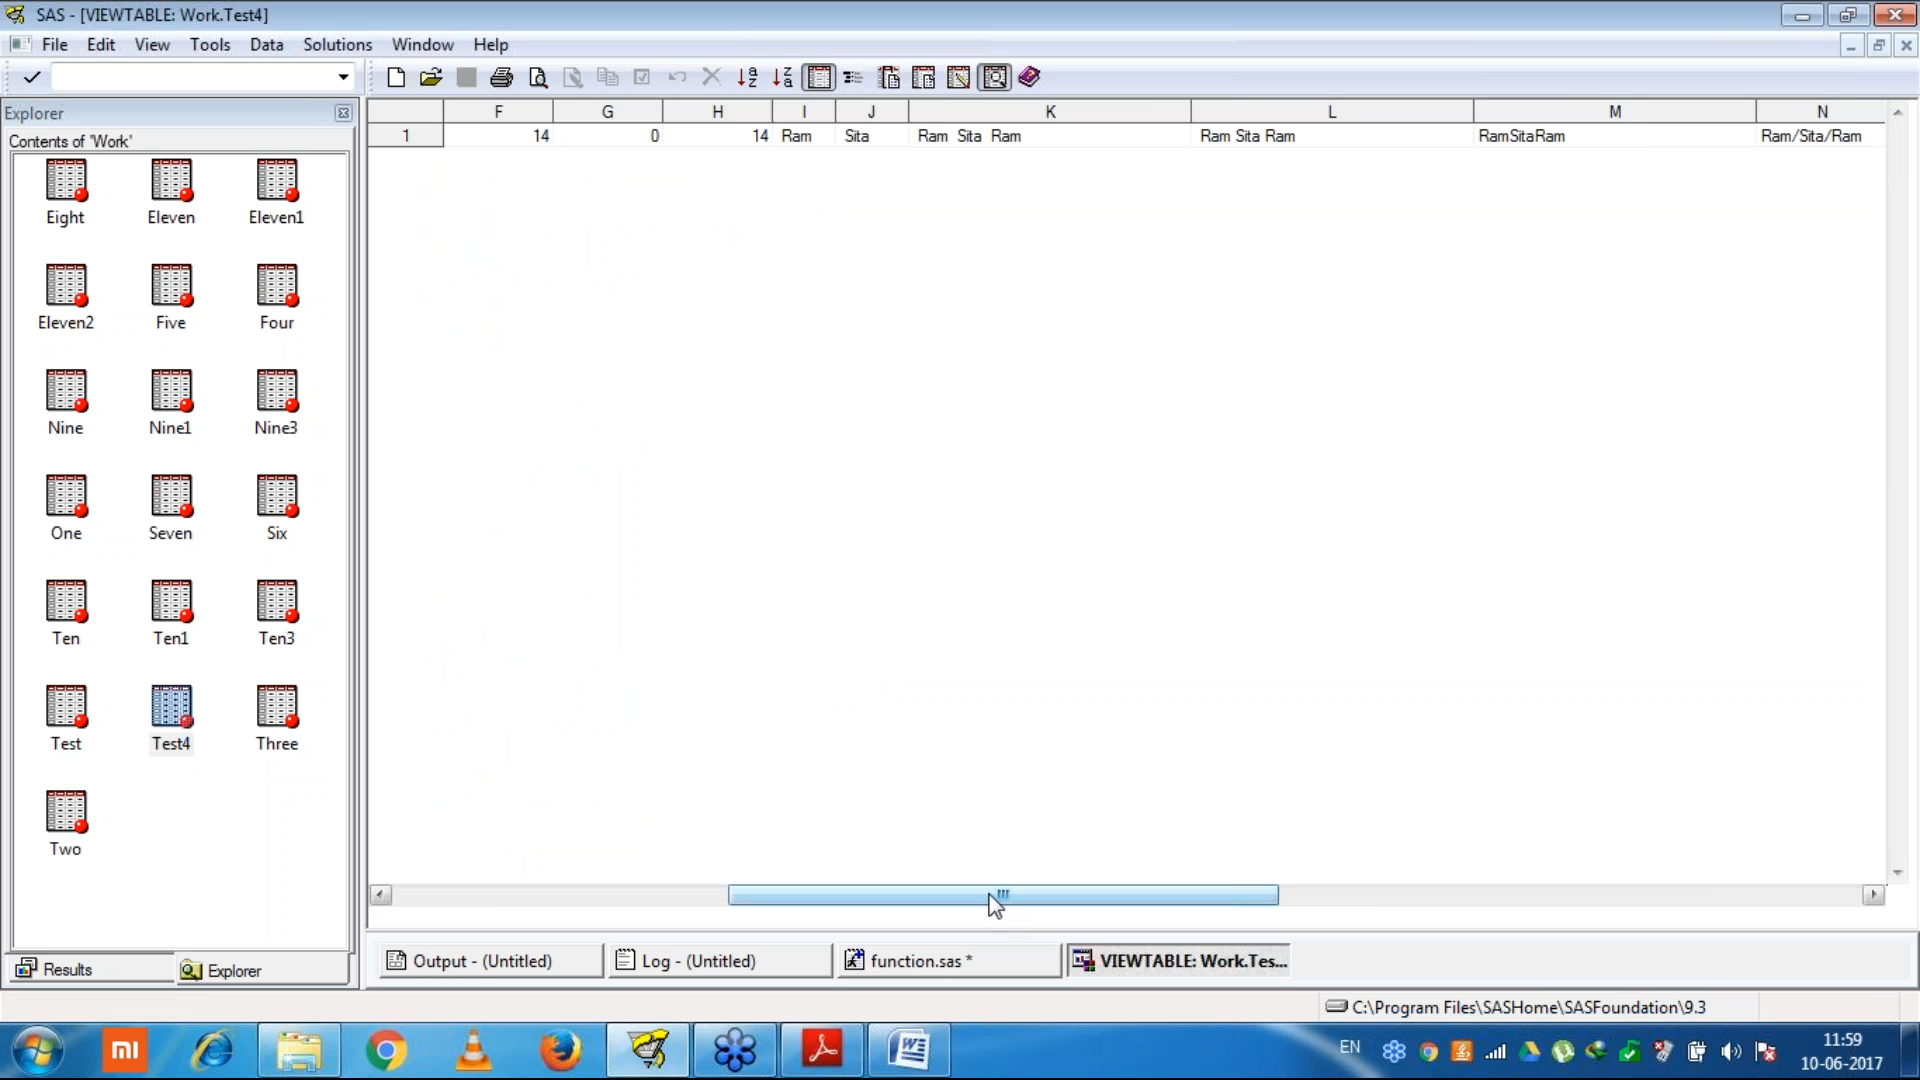 SAS - [VIEWTABLE: Work.Test4]
File Edit View Tools Data Solutions Window Help
Explorer
Contents of 'Work'
F G H I J K L M N
1 14 0 14 Ram Sita Ram Sita Ram Ram Sita Ram RamSitaRam Ram/Sita/Ram
Eight Eleven Eleven1
Eleven2 Five Four
Nine Nine1 Nine3
One Seven Six
Ten Ten1 Ten3
Test Test4 Three
Two
Results Explorer
Output - (Untitled) Log - (Untitled) function.sas * VIEWTABLE: Work.Tes...
C:\Program Files\SASHome\SASFoundation\9.3
mi EN 11:59
10-06-2017